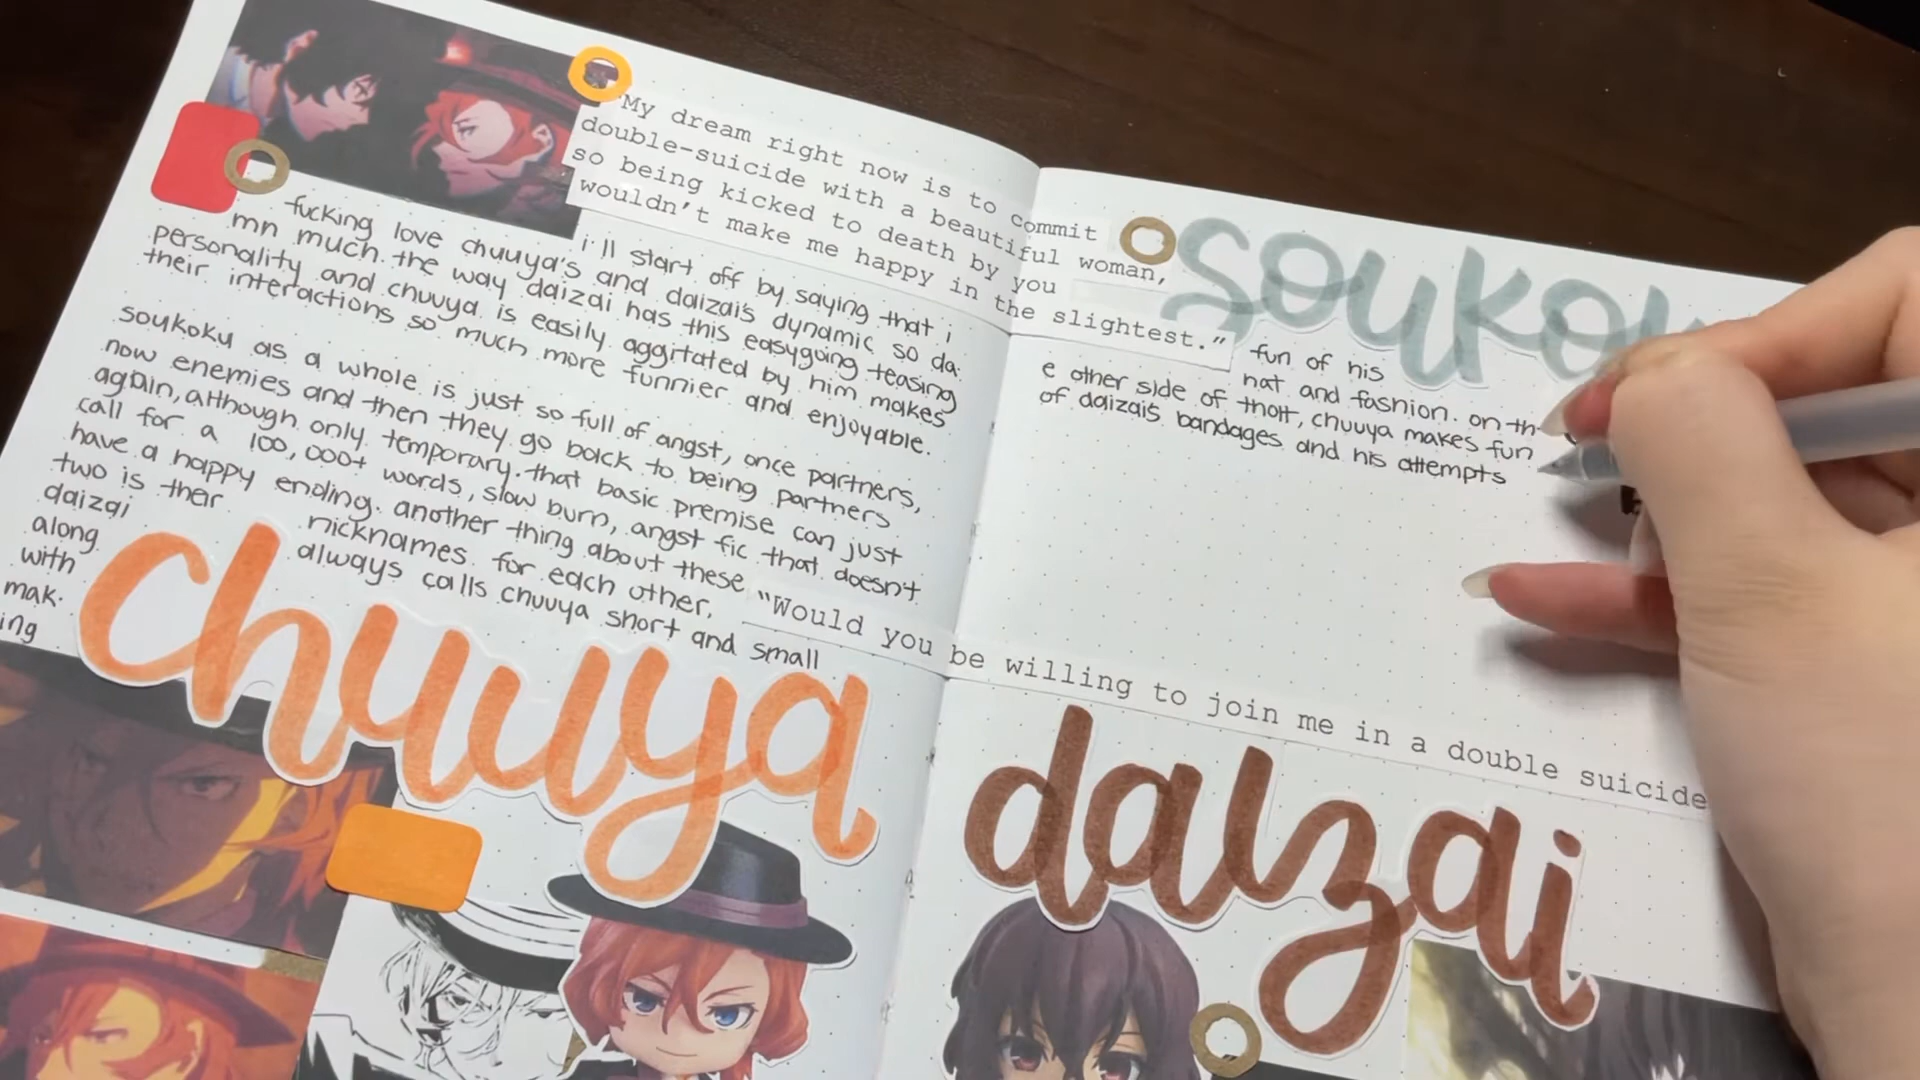 "My dream right now is to commit
double-suicide with a beautiful woman,
so being kicked to death by you
wouldn't make me happy in the slightest."
i'll start off by saying that i
fucking love chuuya's and daizai's dynamic so da.
mn much. the way daizai has this easygoing teasing
personality and chuuya is easily aggitated by him makes
their interactions so much more funnier and enjoyable.
soukoku as a whole is just so full of angst, once partners,
now enemies and then they go back to being partners
again, although only temporary. that basic premise can just
call for a 100,000+ words, slow burn, angst fic that doesn't
have a happy ending. another thing about these
two is their nicknames for each other,
daizai always calls chuuya short and small
along
with
mak.
ing
chuuya
soukou
fun of his
hat and fashion. on th
e other side of that, chuuya makes fun
of daizai's bandages and his attempts
"Would you be willing to join me in a double suicide
daizai